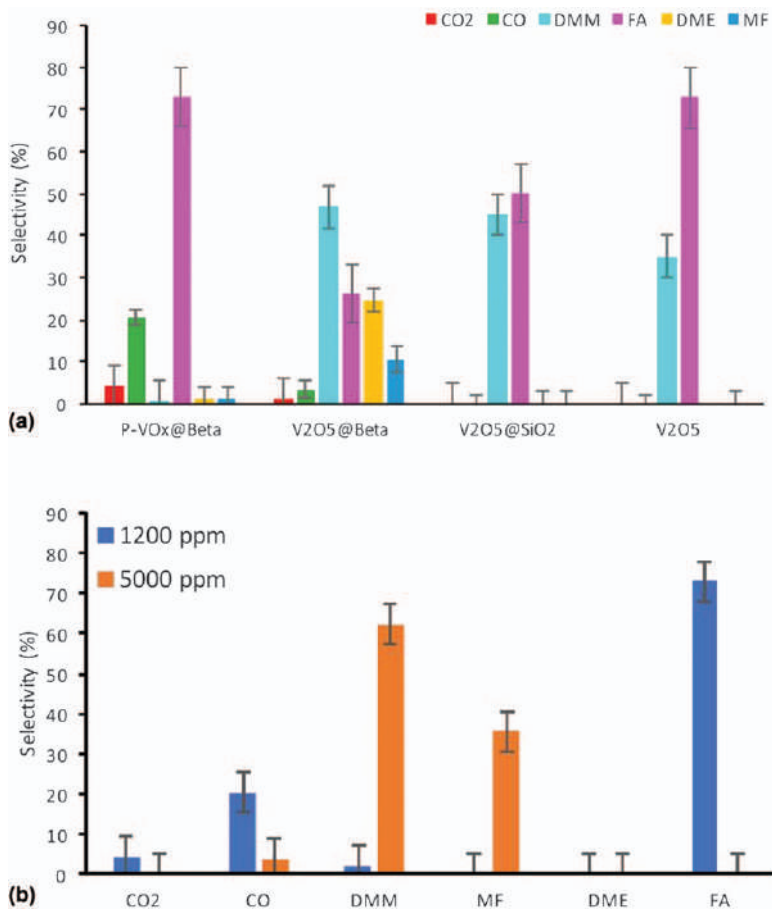 CO2 CO DMM FA DME MF
90
80
70
60
50
40
30
20
10
0
Selectivity (%)
P-VOx@Beta V2O5@Beta V2O5@SiO2 V2O5
(a)
1200 ppm
5000 ppm
90
80
70
60
50
40
30
20
10
0
Selectivity (%)
CO2 CO DMM MF DME FA
(b)